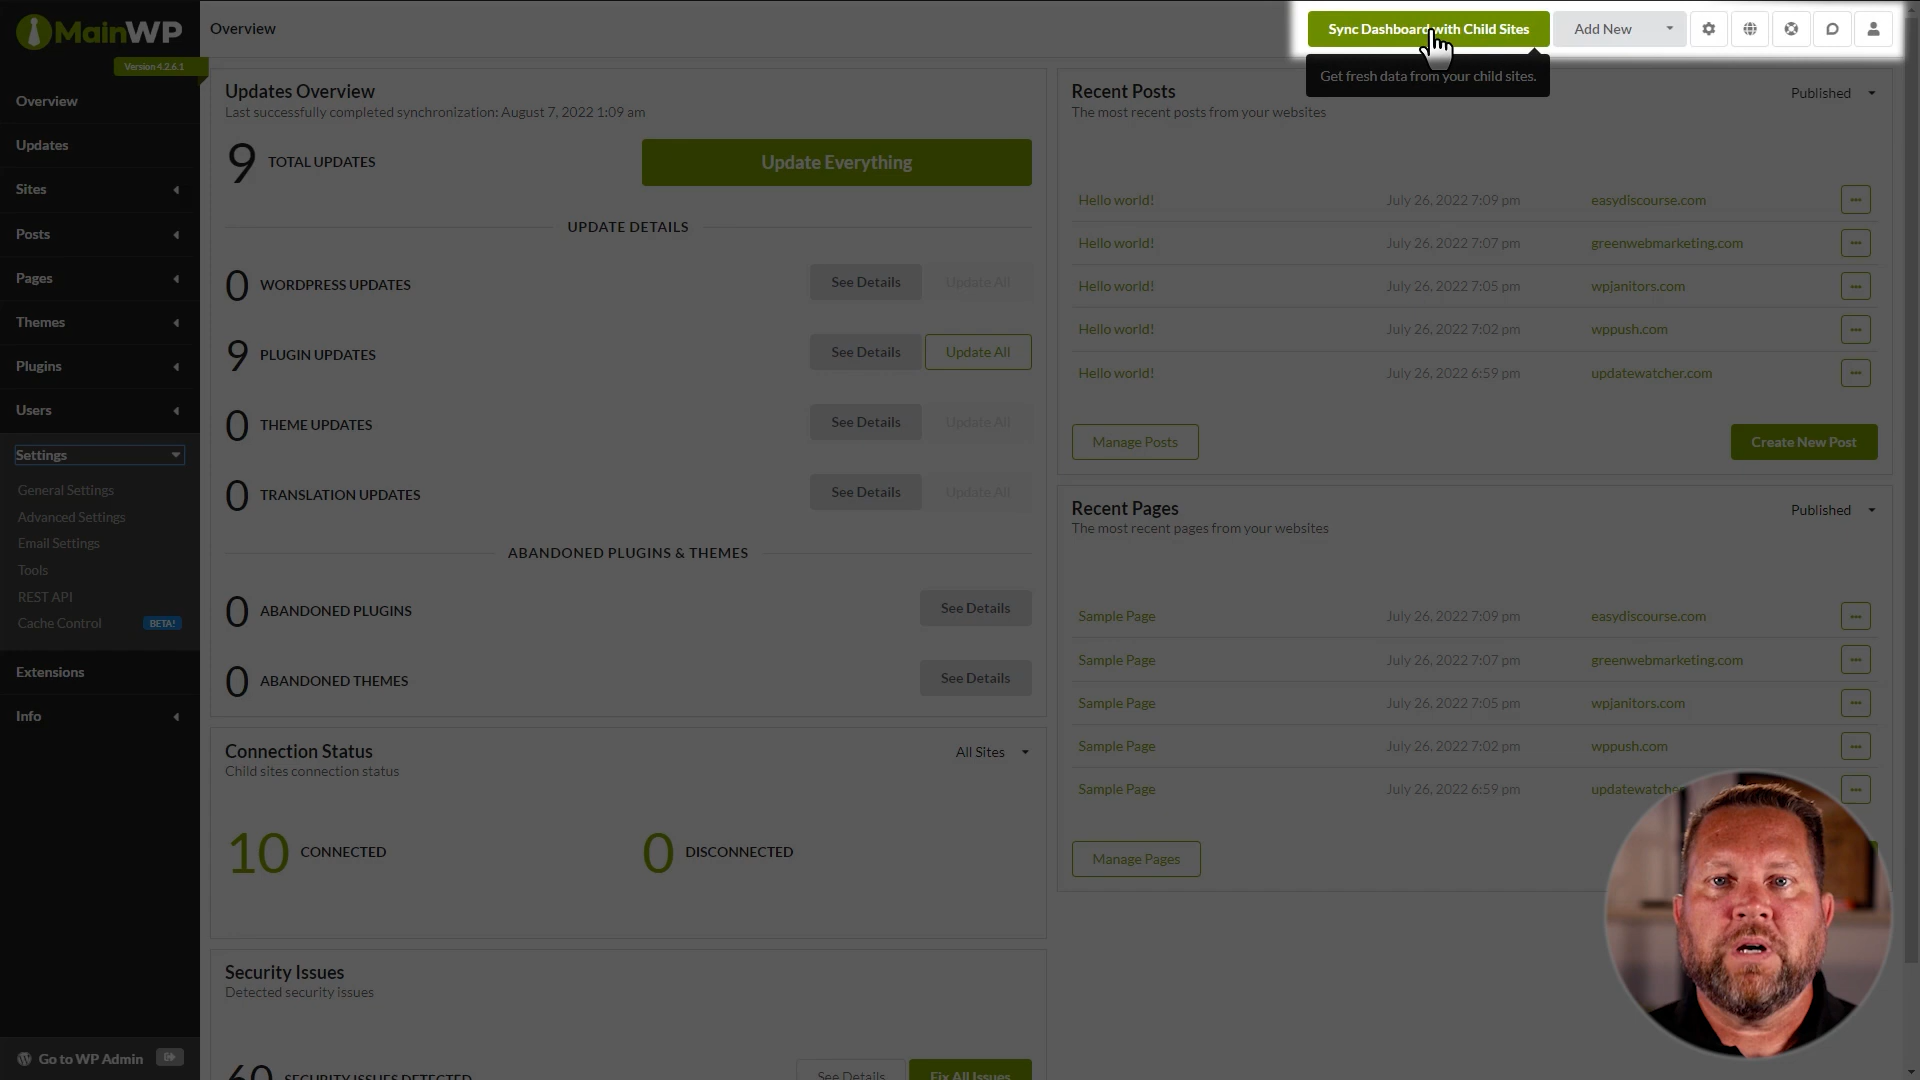 MainWP
Version 4.2.6.1
Overview
Updates
Sites
Posts
Pages
Themes
Plugins
Users
Settings
General Settings
Advanced Settings
Email Settings
Tools
REST API
Cache Control BETA!
Extensions
Info
Go to WP Admin
Overview
Sync Dashboard with Child Sites
Add New
Get fresh data from your child sites.
Updates Overview
Last successfully completed synchronization: August 7, 2022 1:09 am
9 TOTAL UPDATES Update Everything
UPDATE DETAILS
0 WORDPRESS UPDATES See Details Update All
9 PLUGIN UPDATES See Details Update All
0 THEME UPDATES See Details Update All
0 TRANSLATION UPDATES See Details Update All
ABANDONED PLUGINS & THEMES
0 ABANDONED PLUGINS See Details
0 ABANDONED THEMES See Details
Connection Status All Sites
Child sites connection status
10 CONNECTED 0 DISCONNECTED
Security Issues
Detected security issues
60 SECURITY ISSUES DETECTED See Details Fix All Issues
Recent Posts Published
The most recent posts from your websites
Hello world! July 26, 2022 7:09 pm easydiscourse.com
Hello world! July 26, 2022 7:07 pm greenwebmarketing.com
Hello world! July 26, 2022 7:05 pm wpjanitors.com
Hello world! July 26, 2022 7:02 pm wppush.com
Hello world! July 26, 2022 6:59 pm updatewatcher.com
Manage Posts Create New Post
Recent Pages Published
The most recent pages from your websites
Sample Page July 26, 2022 7:09 pm easydiscourse.com
Sample Page July 26, 2022 7:07 pm greenwebmarketing.com
Sample Page July 26, 2022 7:05 pm wpjanitors.com
Sample Page July 26, 2022 7:02 pm wppush.com
Sample Page July 26, 2022 6:59 pm updatewatche
Manage Pages